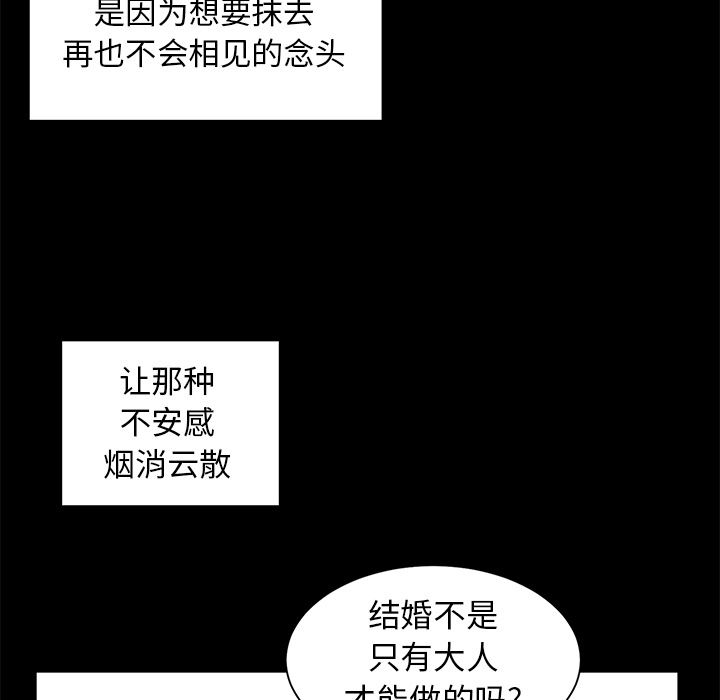 是因为想要抹去
再也不会相见的念头
让那种
不安感
烟消云散
结婚不是
只有大人
才能做的吗?